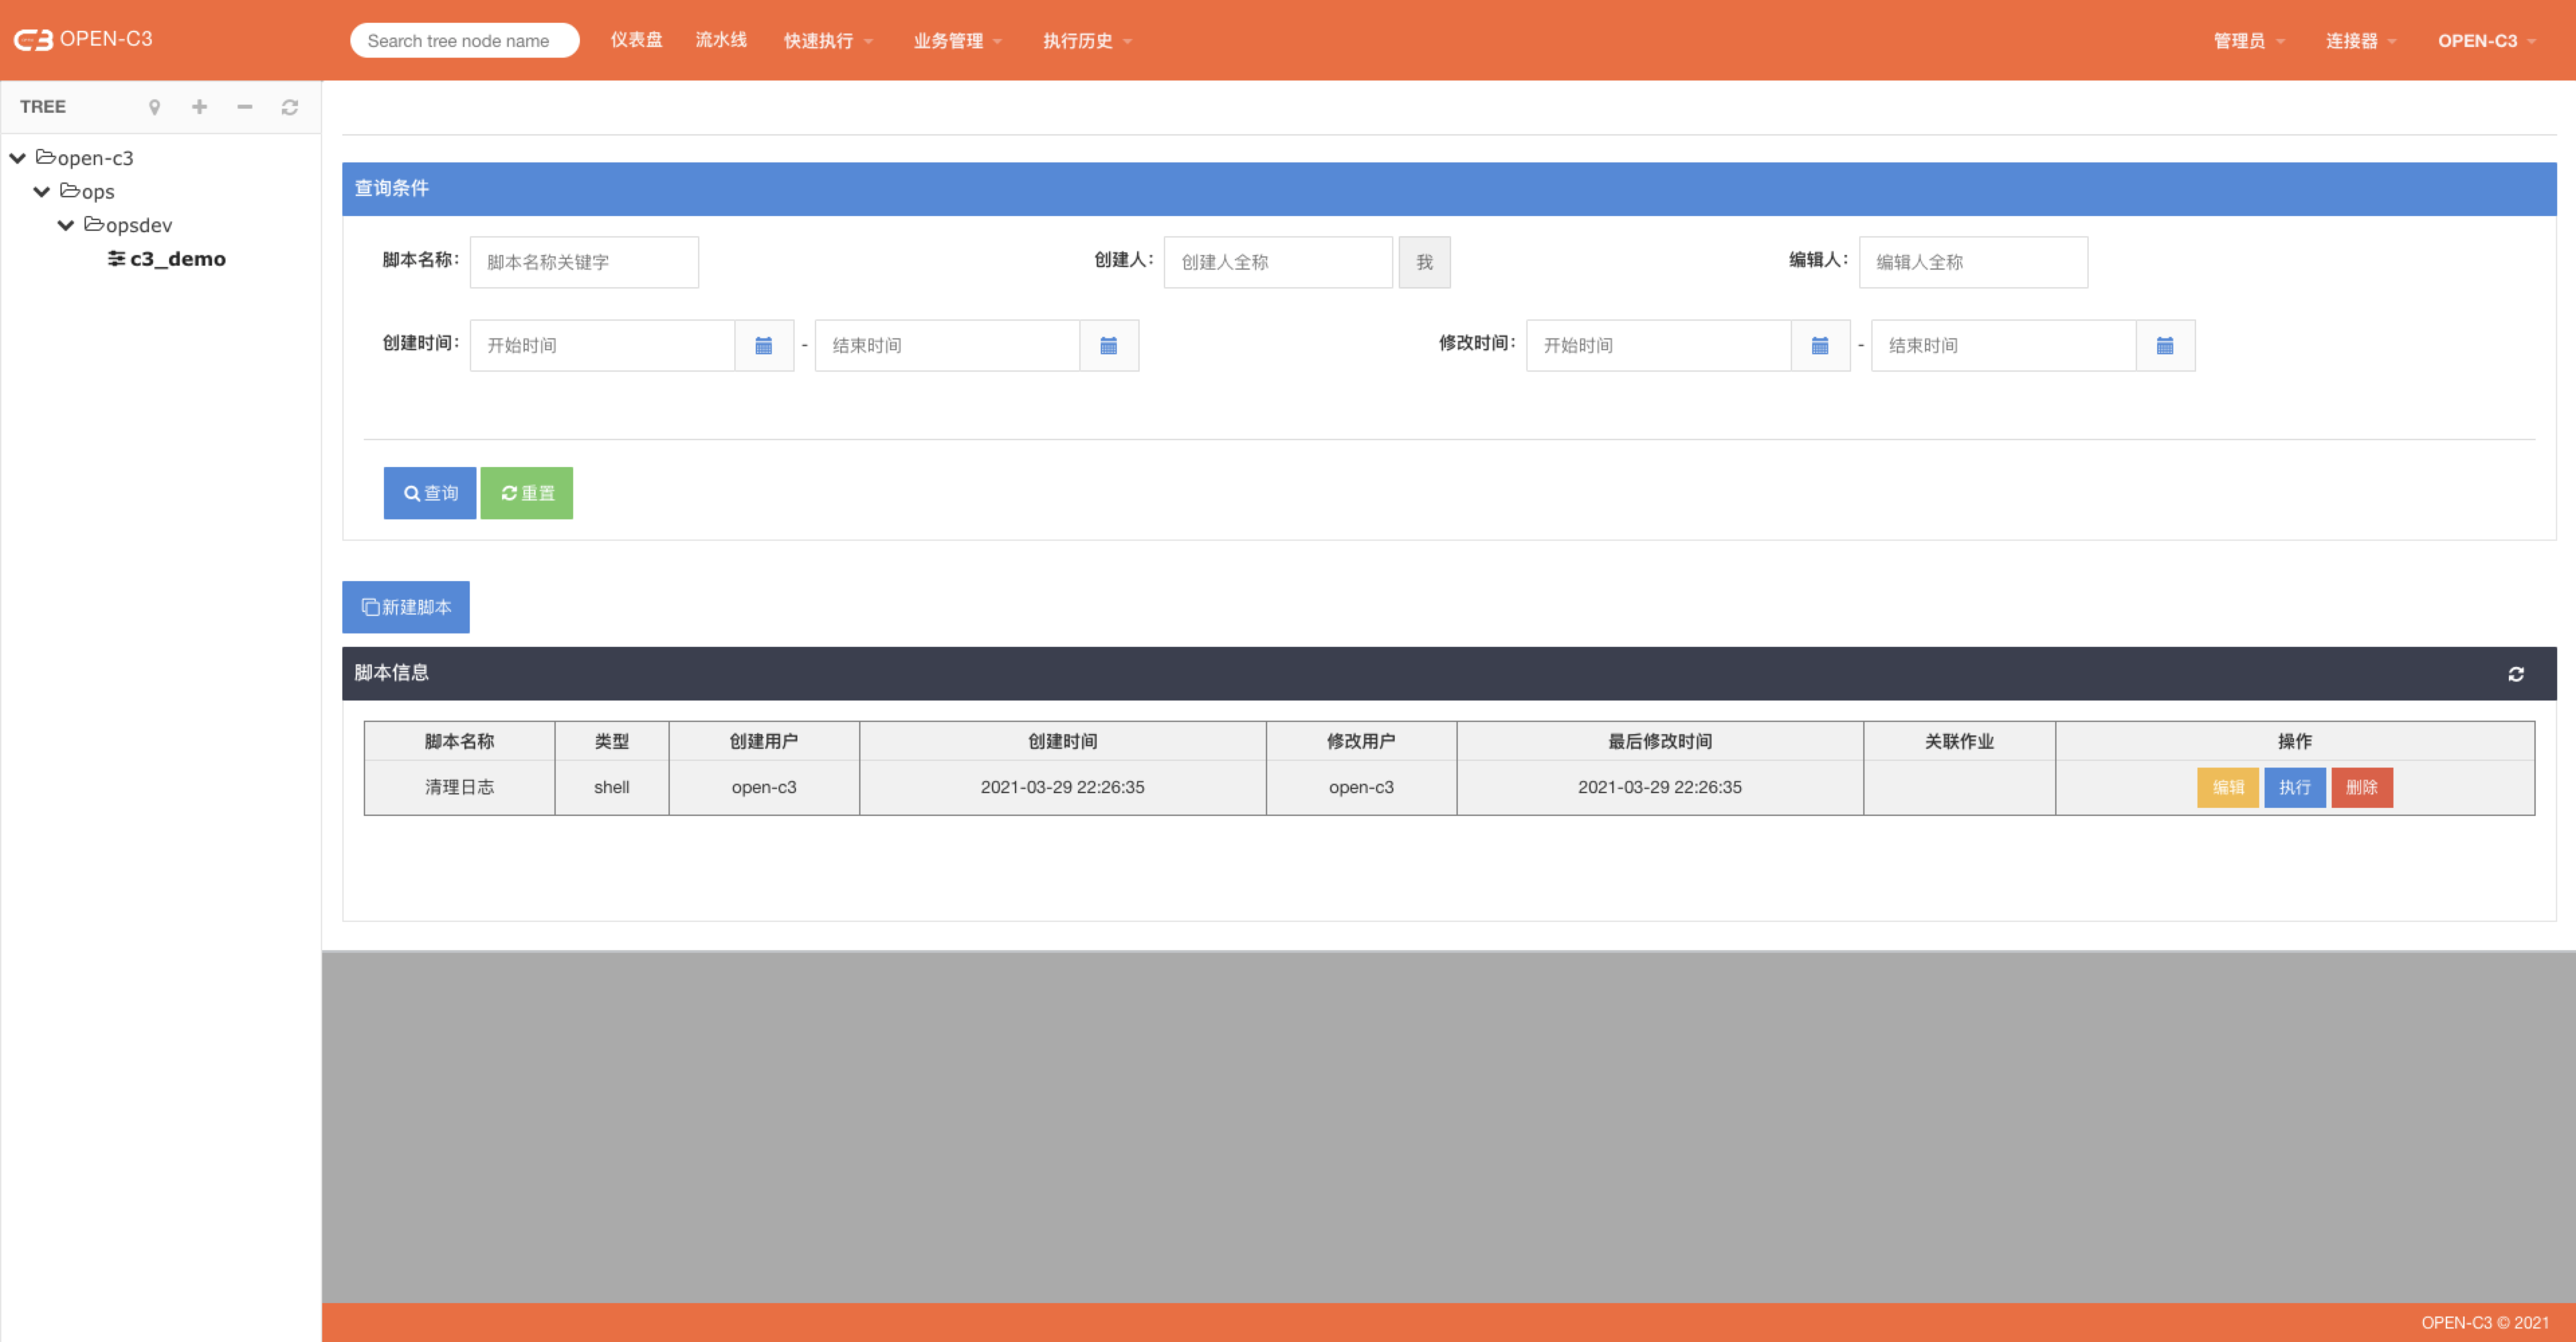 OPEN-C3
Search tree node name 仪表盘 流水线 快速执行 业务管理 执行历史 管理员 连接器 OPEN-C3
TREE
open-c3
ops
opsdev
c3_demo
查询条件
脚本名称: 脚本名称关键字 创建人: 创建人全称 我 编辑人: 编辑人全称
创建时间: 开始时间 - 结束时间 修改时间: 开始时间 - 结束时间
查询 重置
新建脚本
脚本信息
脚本名称 类型 创建用户 创建时间 修改用户 最后修改时间 关联作业 操作
清理日志 shell open-c3 2021-03-29 22:26:35 open-c3 2021-03-29 22:26:35 编辑 执行 删除
OPEN-C3 © 2021